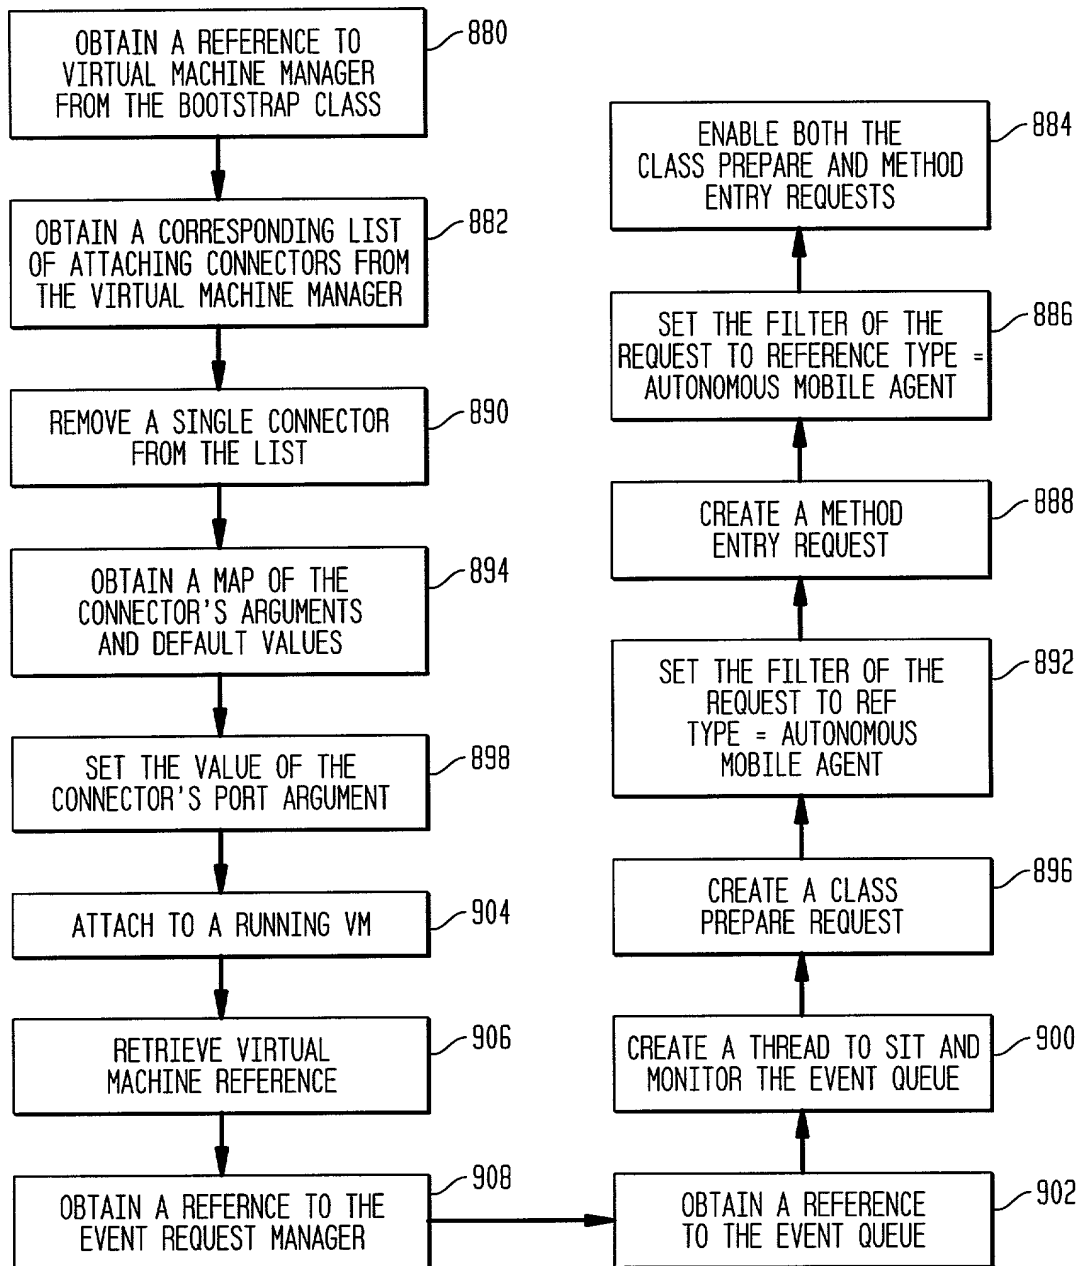 OBTAIN A REFERENCE TO
VIRTUAL MACHINE MANAGER
FROM THE BOOTSTRAP CLASS
880
OBTAIN A CORRESPONDING LIST
OF ATTACHING CONNECTORS FROM
THE VIRTUAL MACHINE MANAGER
882
REMOVE A SINGLE CONNECTOR
FROM THE LIST
890
OBTAIN A MAP OF THE
CONNECTOR'S ARGUMENTS
AND DEFAULT VALUES
894
SET THE VALUE OF THE
CONNECTOR'S PORT ARGUMENT
898
ATTACH TO A RUNNING VM
904
RETRIEVE VIRTUAL
MACHINE REFERENCE
906
OBTAIN A REFERNCE TO THE
EVENT REQUEST MANAGER
908
OBTAIN A REFERENCE
TO THE EVENT QUEUE
902
CREATE A THREAD TO SIT AND
MONITOR THE EVENT QUEUE
900
CREATE A CLASS
PREPARE REQUEST
896
SET THE FILTER OF THE
REQUEST TO REF
TYPE = AUTONOMOUS
MOBILE AGENT
892
CREATE A METHOD
ENTRY REQUEST
888
SET THE FILTER OF THE
REQUEST TO REFERENCE TYPE =
AUTONOMOUS MOBILE AGENT
886
ENABLE BOTH THE
CLASS PREPARE AND METHOD
ENTRY REQUESTS
884